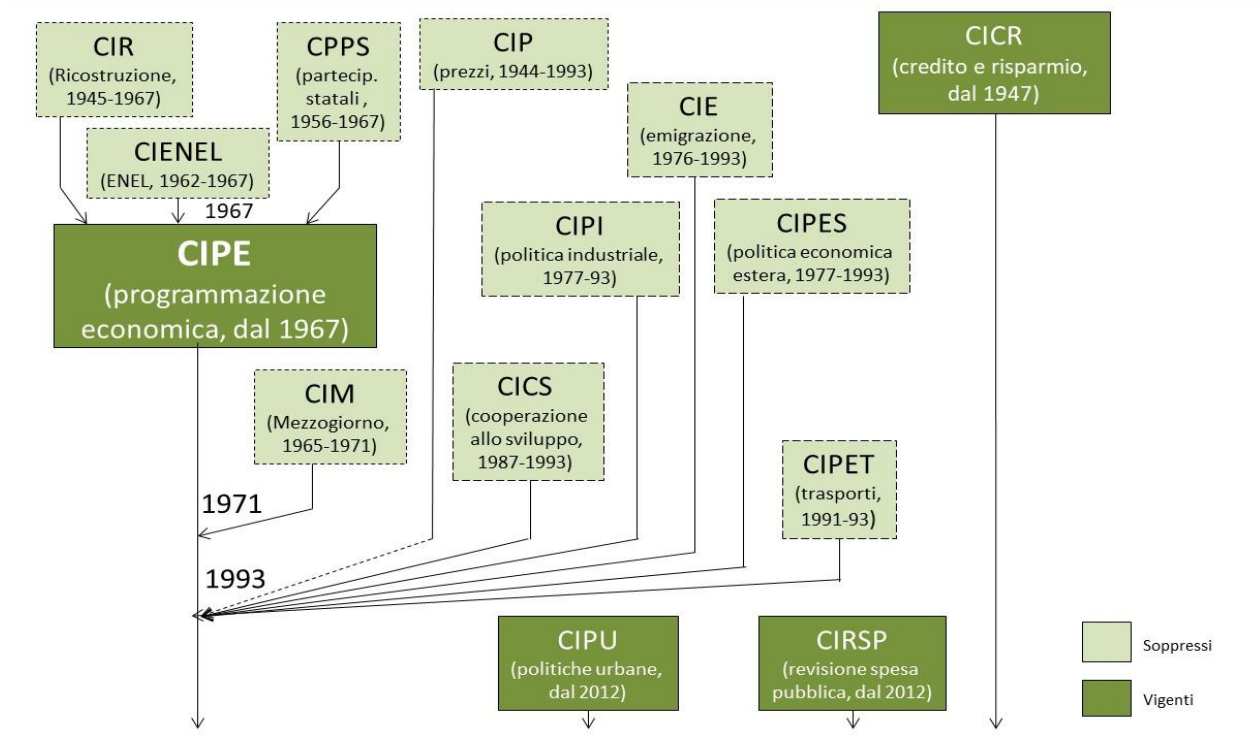 CIR
(Ricostruzione,
1945-1967)
CPPS
(partecip.
statali ,
1956-1967)
CIP
(prezzi, 1944-1993)
CICR
(credito e risparmio,
dal 1947)
CIE
(emigrazione,
1976-1993)
CIENEL
(ENEL, 1962-1967)
1967
CIPE
(programmazione
economica, dal 1967)
CIPI
(politica industriale,
1977-93)
CIPES
(politica economica
estera, 1977-1993)
CIM
(Mezzogiorno,
1965-1971)
CICS
(cooperazione
allo sviluppo,
1987-1993)
CIPET
(trasporti,
1991-93)
1971
1993
CIPU
(politiche urbane,
dal 2012)
CIRSP
(revisione spesa
pubblica, dal 2012)
Soppressi
Vigenti